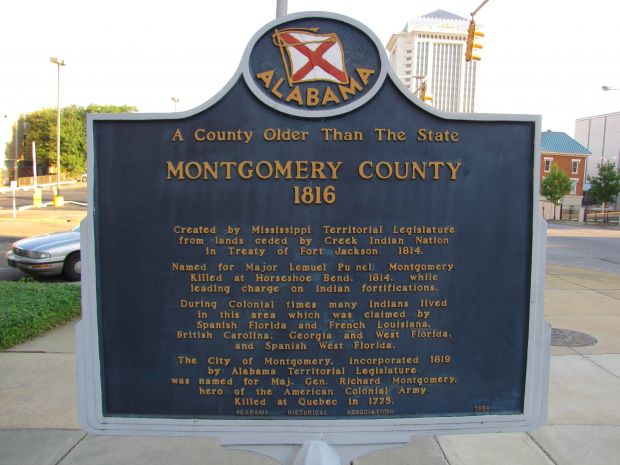 ALABAMA
A County Older Than The State
MONTGOMERY COUNTY
1816
Created by Mississippi Territorial Legislature
from lands ceded by Creek Indian Nation
in Treaty of Fort Jackson, 1814.
Named for Major Lemuel Pu nel Montgomery
Killed at Horseshoe Bend, 1814, while
leading charge on Indian fortifications.
During Colonial times many Indians lived
in this area which was claimed by
Spanish Florida and French Louisiana,
British Carolina, Georgia and West Florida,
and Spanish West Florida.
The City of Montgomery, incorporated 1819
by Alabama Territorial Legislature
was named for Maj. Gen. Richard Montgomery,
hero of the American Colonial Army
Killed at Quebec in 1775.
ALABAMA HISTORICAL ASSOCIATION